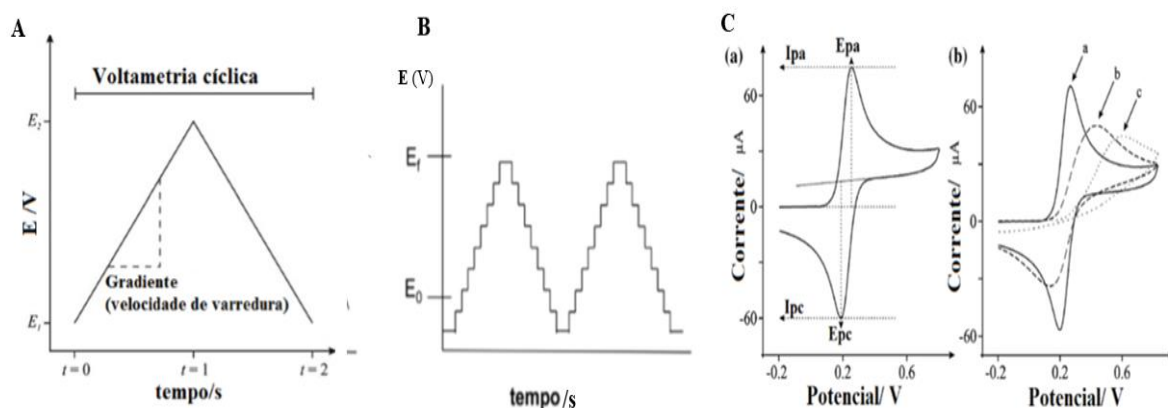 A
Voltametria cíclica
E₂
E /V
Gradiente
(velocidade de varredura)
E₁
t = 0
t = 1
t = 2
tempo/s
B
E (V)
E_f
E_0
tempo/s
C
(a)
Ipa
Epa
60
0
-60
Corrente/ µA
Ipc
Epc
-0.2
0.2
0.6
Potencial/ V
(b)
a
b
c
60
0
-60
Corrente/ µA
-0.2
0.2
0.6
Potencial/ V